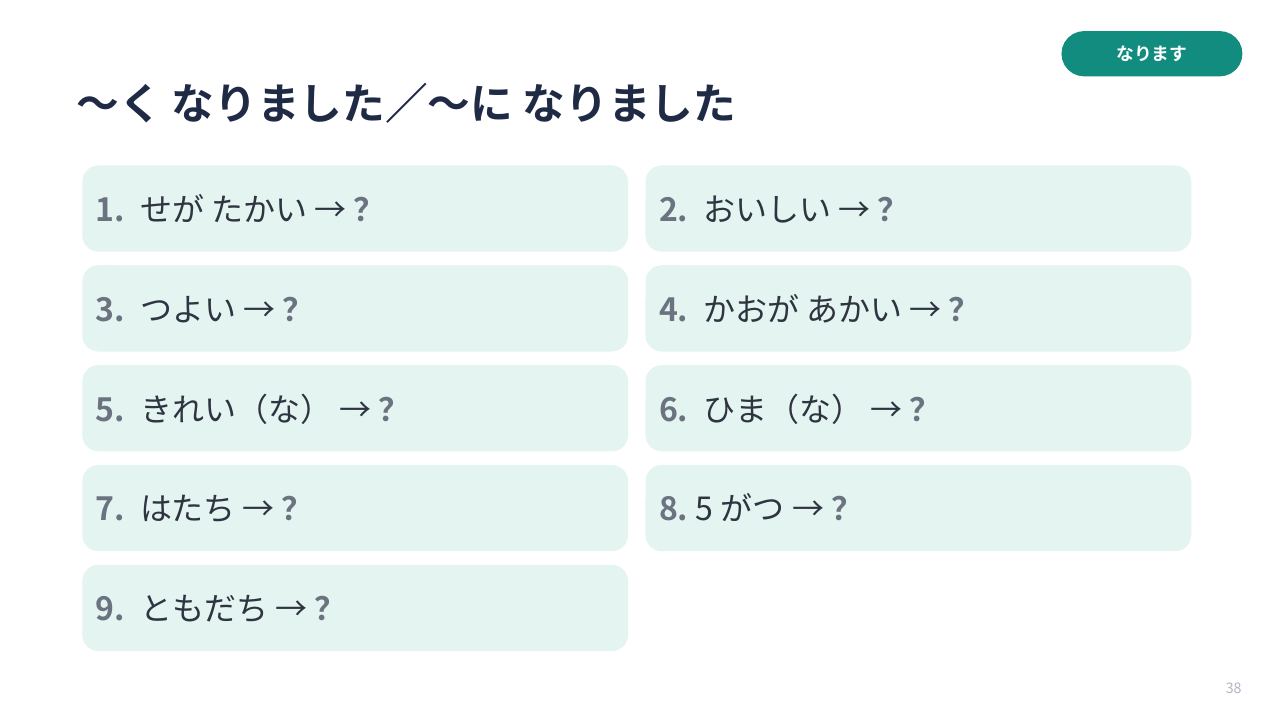 なります
〜く なりました／〜に なりました
1. せが たかい → ?
2. おいしい → ?
3. つよい → ?
4. かおが あかい → ?
5. きれい（な） → ?
6. ひま（な） → ?
7. はたち → ?
8. 5 がつ → ?
9. ともだち → ?
38